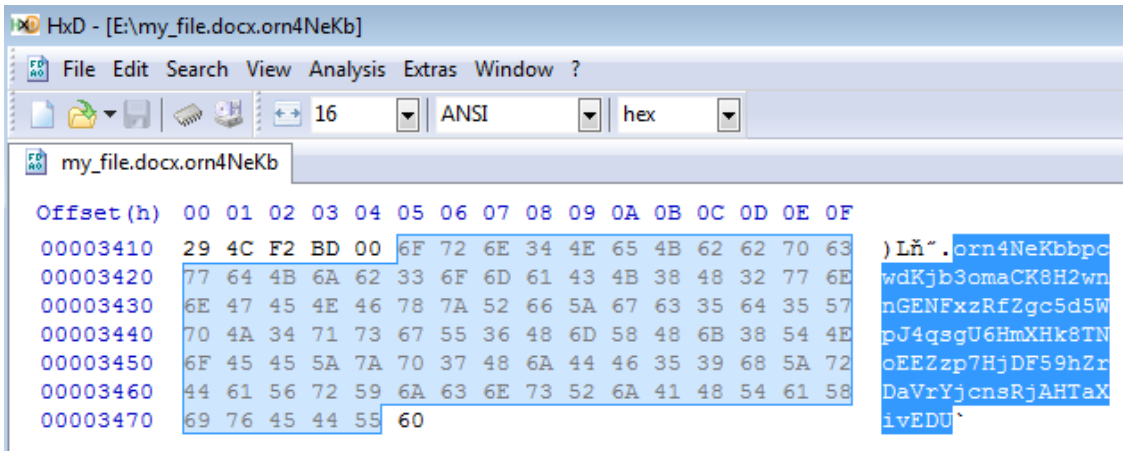 HxD - [E:\my_file.docx.orn4NeKb]
File Edit Search View Analysis Extras Window ?
16 ANSI hex
my_file.docx.orn4NeKb
Offset(h) 00 01 02 03 04 05 06 07 08 09 0A 0B 0C 0D 0E 0F
00003410 29 4C F2 BD 00 6F 72 6E 34 4E 65 4B 62 62 70 63 )Lň˝.orn4NeKbbpc
00003420 77 64 4B 6A 62 33 6F 6D 61 43 4B 38 48 32 77 6E wdKjb3omaCK8H2wn
00003430 6E 47 45 4E 46 78 7A 52 66 5A 67 63 35 64 35 57 nGENFxzRfZgc5d5W
00003440 70 4A 34 71 73 67 55 36 48 6D 58 48 6B 38 54 4E pJ4qsgU6HmXHk8TN
00003450 6F 45 45 5A 7A 70 37 48 6A 44 46 35 39 68 5A 72 oEEZzp7HjDF59hZr
00003460 44 61 56 72 59 6A 63 6E 73 52 6A 41 48 54 61 58 DaVrYjcnsRjAHTaX
00003470 69 76 45 44 55 60 ivEDU`